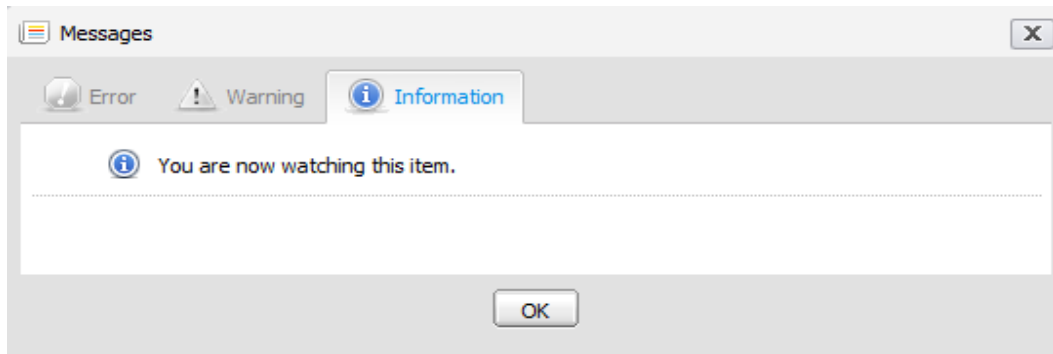 Messages
Error Warning Information
You are now watching this item.
OK